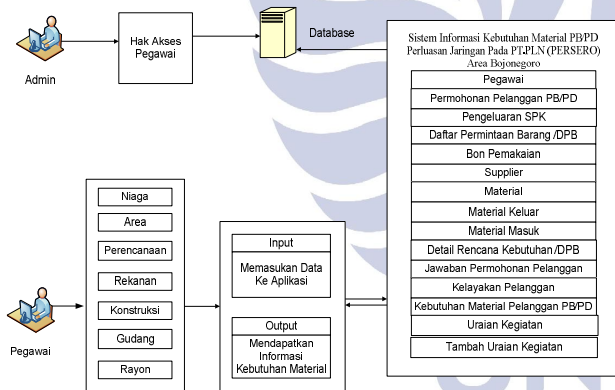 Admin
Hak Akses
Pegawai
Database
Sistem Informasi Kebutuhan Material PB/PD
Perluasan Jaringan Pada PT.PLN (PERSERO)
Area Bojonegoro
Pegawai
Permohonan Pelanggan PB/PD
Pengeluaran SPK
Daftar Permintaan Barang /DPB
Bon Pemakaian
Supplier
Material
Material Keluar
Material Masuk
Detail Rencana Kebutuhan /DPB
Jawaban Permohonan Pelanggan
Kelayakan Pelanggan
Kebutuhan Material Pelanggan PB/PD
Uraian Kegiatan
Tambah Uraian Kegiatan
Pegawai
Niaga
Area
Perencanaan
Rekanan
Konstruksi
Gudang
Rayon
Input
Memasukan Data
Ke Aplikasi
Output
Mendapatkan
Informasi
Kebutuhan Material